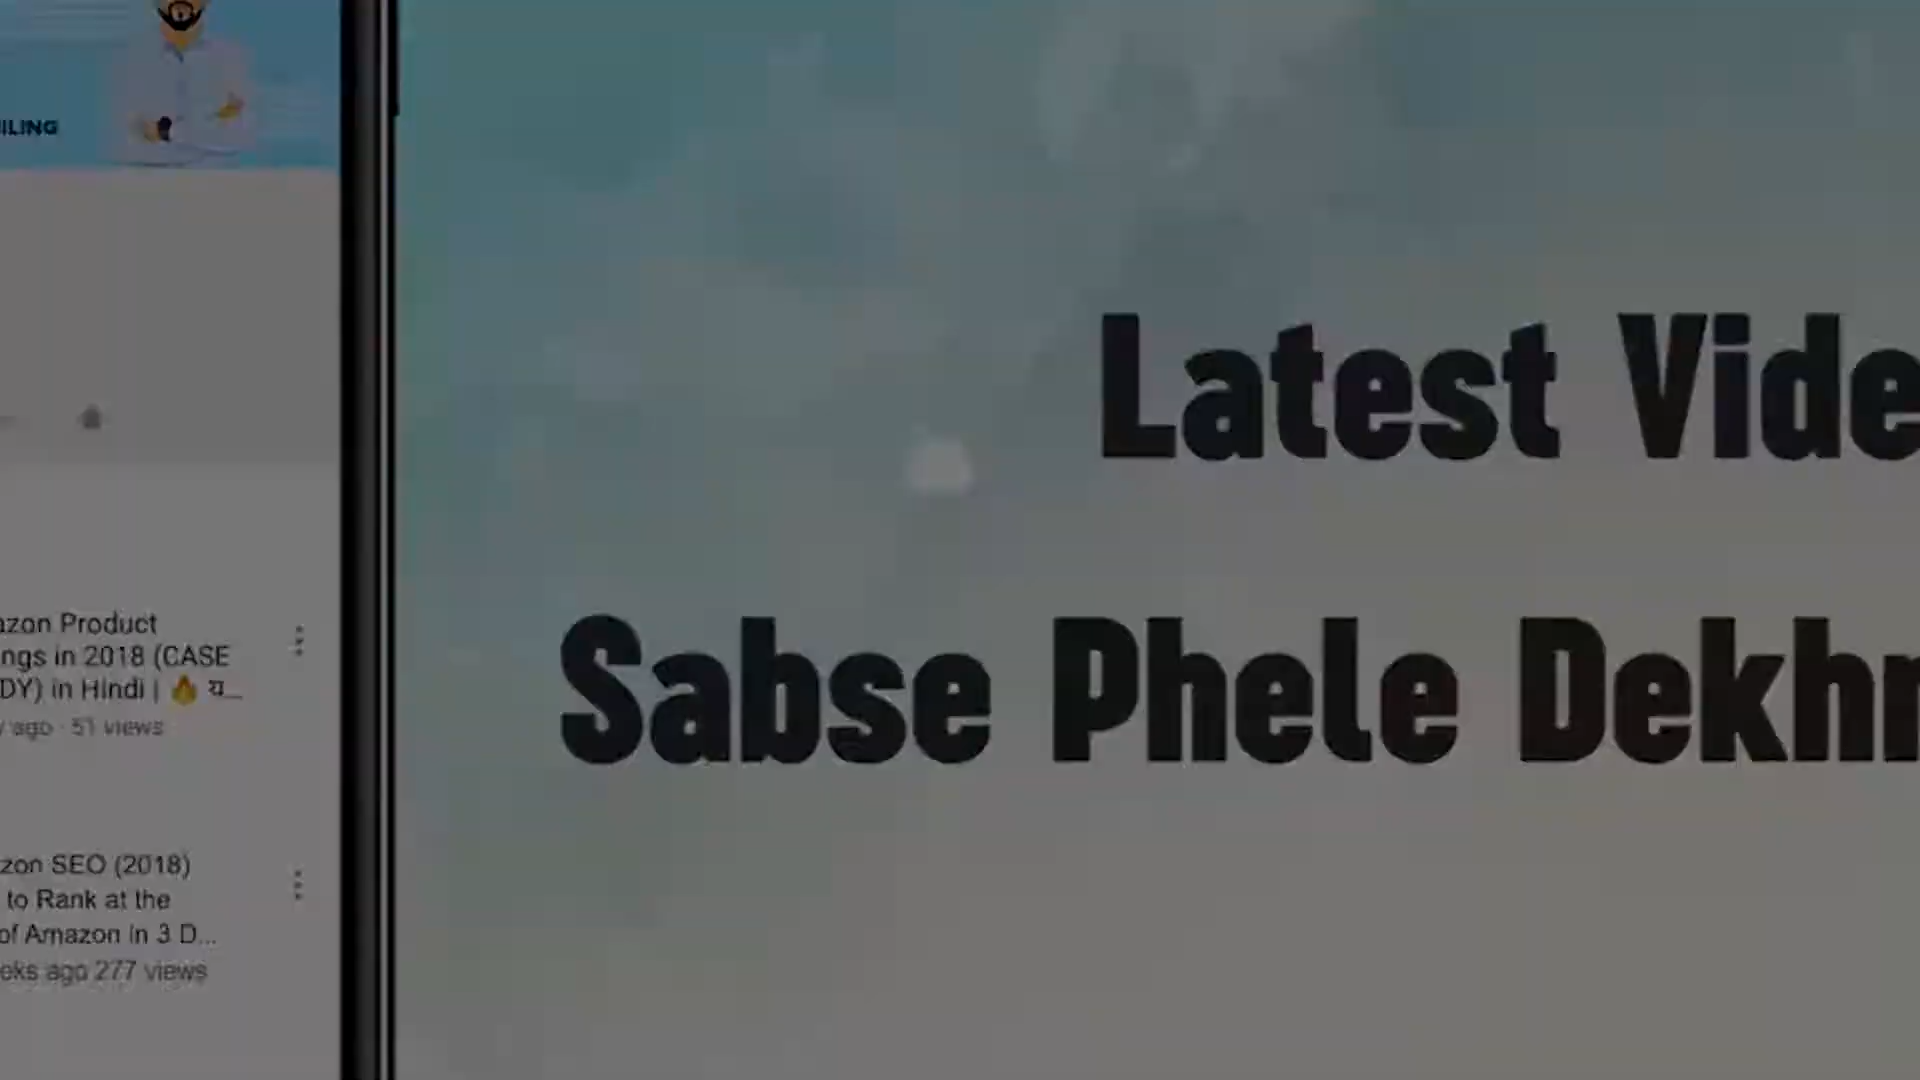 ILING
azon Product
ngs in 2018 (CASE
DY) in Hindi | 🔥 य...
y ago · 51 views
zon SEO (2018)
to Rank at the
of Amazon in 3 D...
eks ago 277 views
Latest Vide
Sabse Phele Dekhn